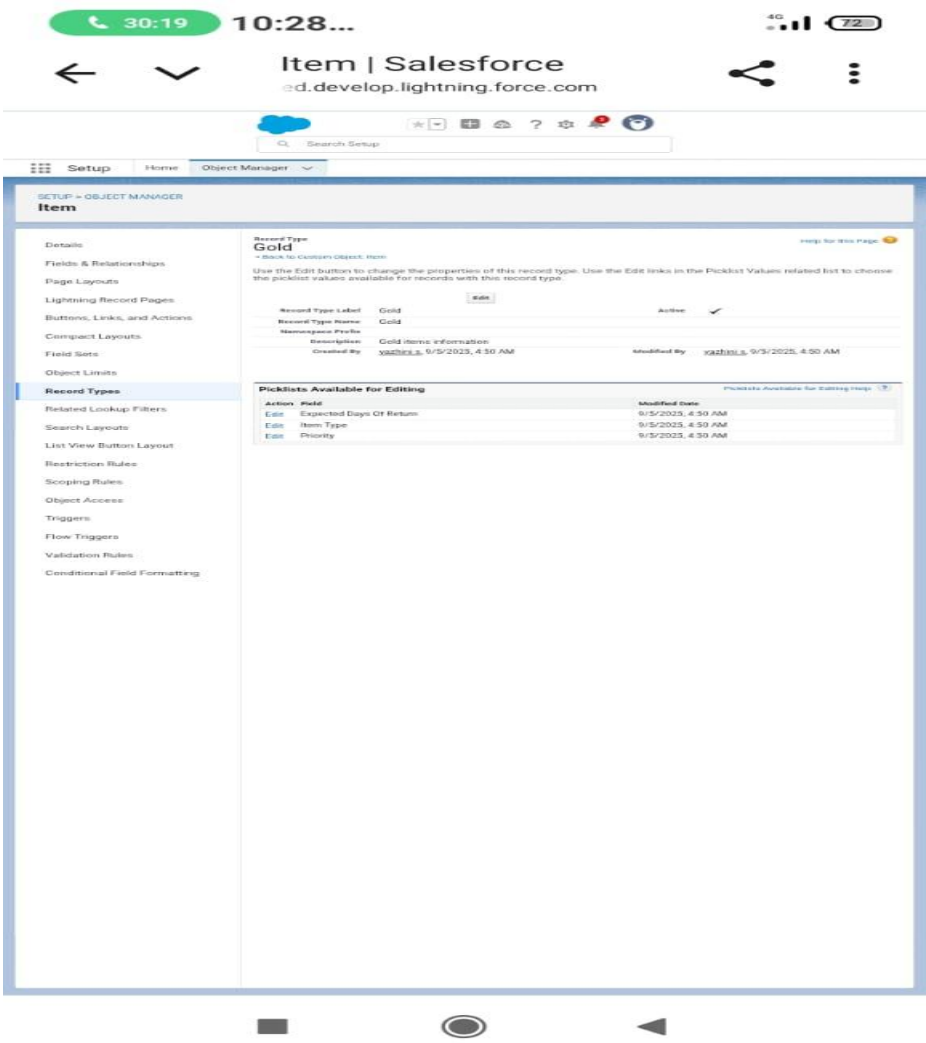 30:19 10:28...
4G 72
Item | Salesforce
ed.develop.lightning.force.com
Search Setup
Setup Home Object Manager
SETUP > OBJECT MANAGER
Item
Details
Fields & Relationships
Page Layouts
Lightning Record Pages
Buttons, Links, and Actions
Compact Layouts
Field Sets
Object Limits
Record Types
Related Lookup Filters
Search Layouts
List View Button Layout
Restriction Rules
Scoping Rules
Object Access
Triggers
Flow Triggers
Validation Rules
Conditional Field Formatting
Record Type
Gold
Help for this Page ?
« Back to Custom Object: Item
Use the Edit button to change the properties of this record type. Use the Edit links in the Picklist Values related list to choose
the picklist values available for records with this record type.
Edit
Record Type Label Gold Active ✓
Record Type Name Gold
Namespace Prefix
Description Gold items information
Created By vazhini s, 9/5/2025, 4:50 AM Modified By vazhini s, 9/5/2025, 4:50 AM
Picklists Available for Editing Picklists Available for Editing Help ?
Action Field Modified Date
Edit Expected Days Of Return 9/5/2025, 4:50 AM
Edit Item Type 9/5/2025, 4:50 AM
Edit Priority 9/5/2025, 4:50 AM